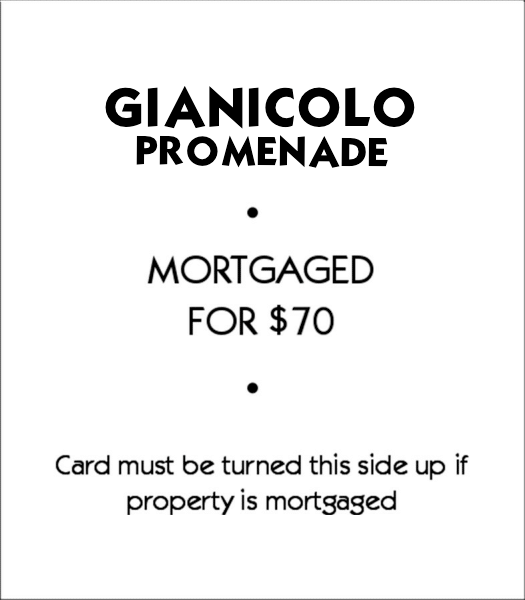 GIANICOLO
PROMENADE
•
MORTGAGED
FOR $70
•
Card must be turned this side up if
property is mortgaged